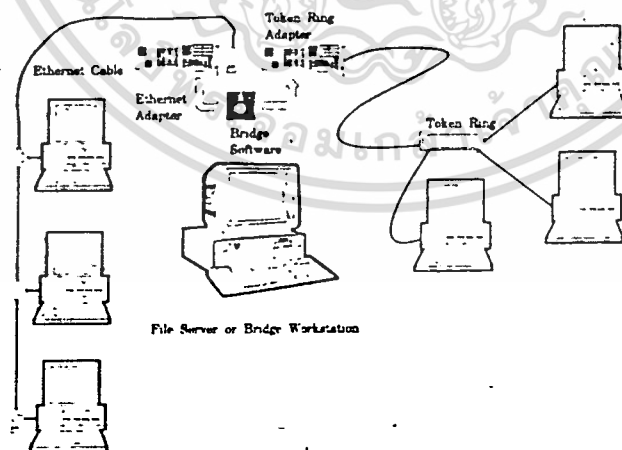 Token Ring
Adapter
Ethernet Cable
Ethernet
Adapter
Bridge
Software
Token Ring
File Server or Bridge Workstation